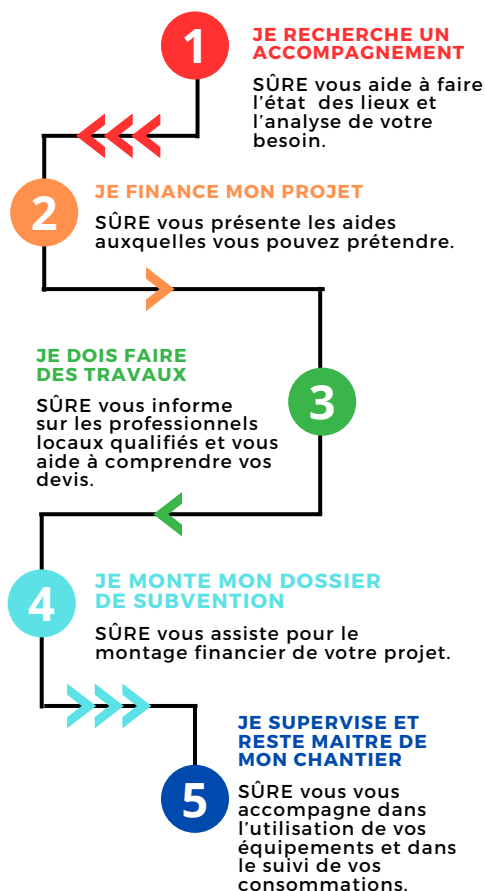 1
JE RECHERCHE UN
ACCOMPAGNEMENT
SÛRE vous aide à faire
l'état des lieux et
l'analyse de votre
besoin.
2
JE FINANCE MON PROJET
SÛRE vous présente les aides
auxquelles vous pouvez prétendre.
JE DOIS FAIRE
DES TRAVAUX
SÛRE vous informe
sur les professionnels
locaux qualifiés et vous
aide à comprendre vos
devis.
3
4
JE MONTE MON DOSSIER
DE SUBVENTION
SÛRE vous assiste pour le
montage financier de votre projet.
5
JE SUPERVISE ET
RESTE MAITRE DE
MON CHANTIER
SÛRE vous vous
accompagne dans
l'utilisation de vos
équipements et dans
le suivi de vos
consommations.